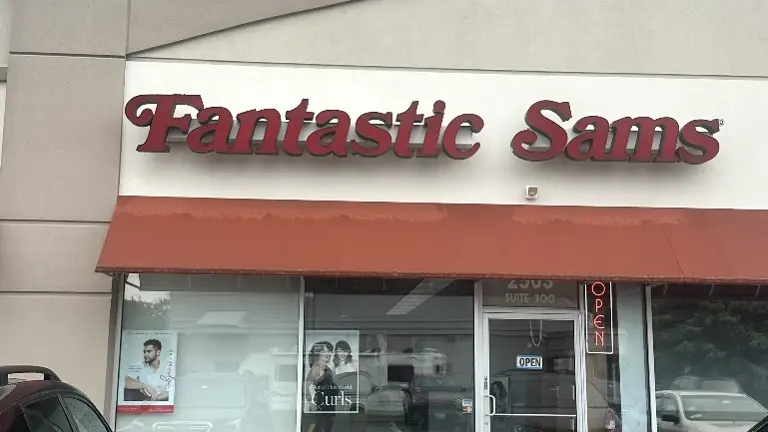 Fantastic Sams
SUITE 300
OPEN
OPEN
Curls